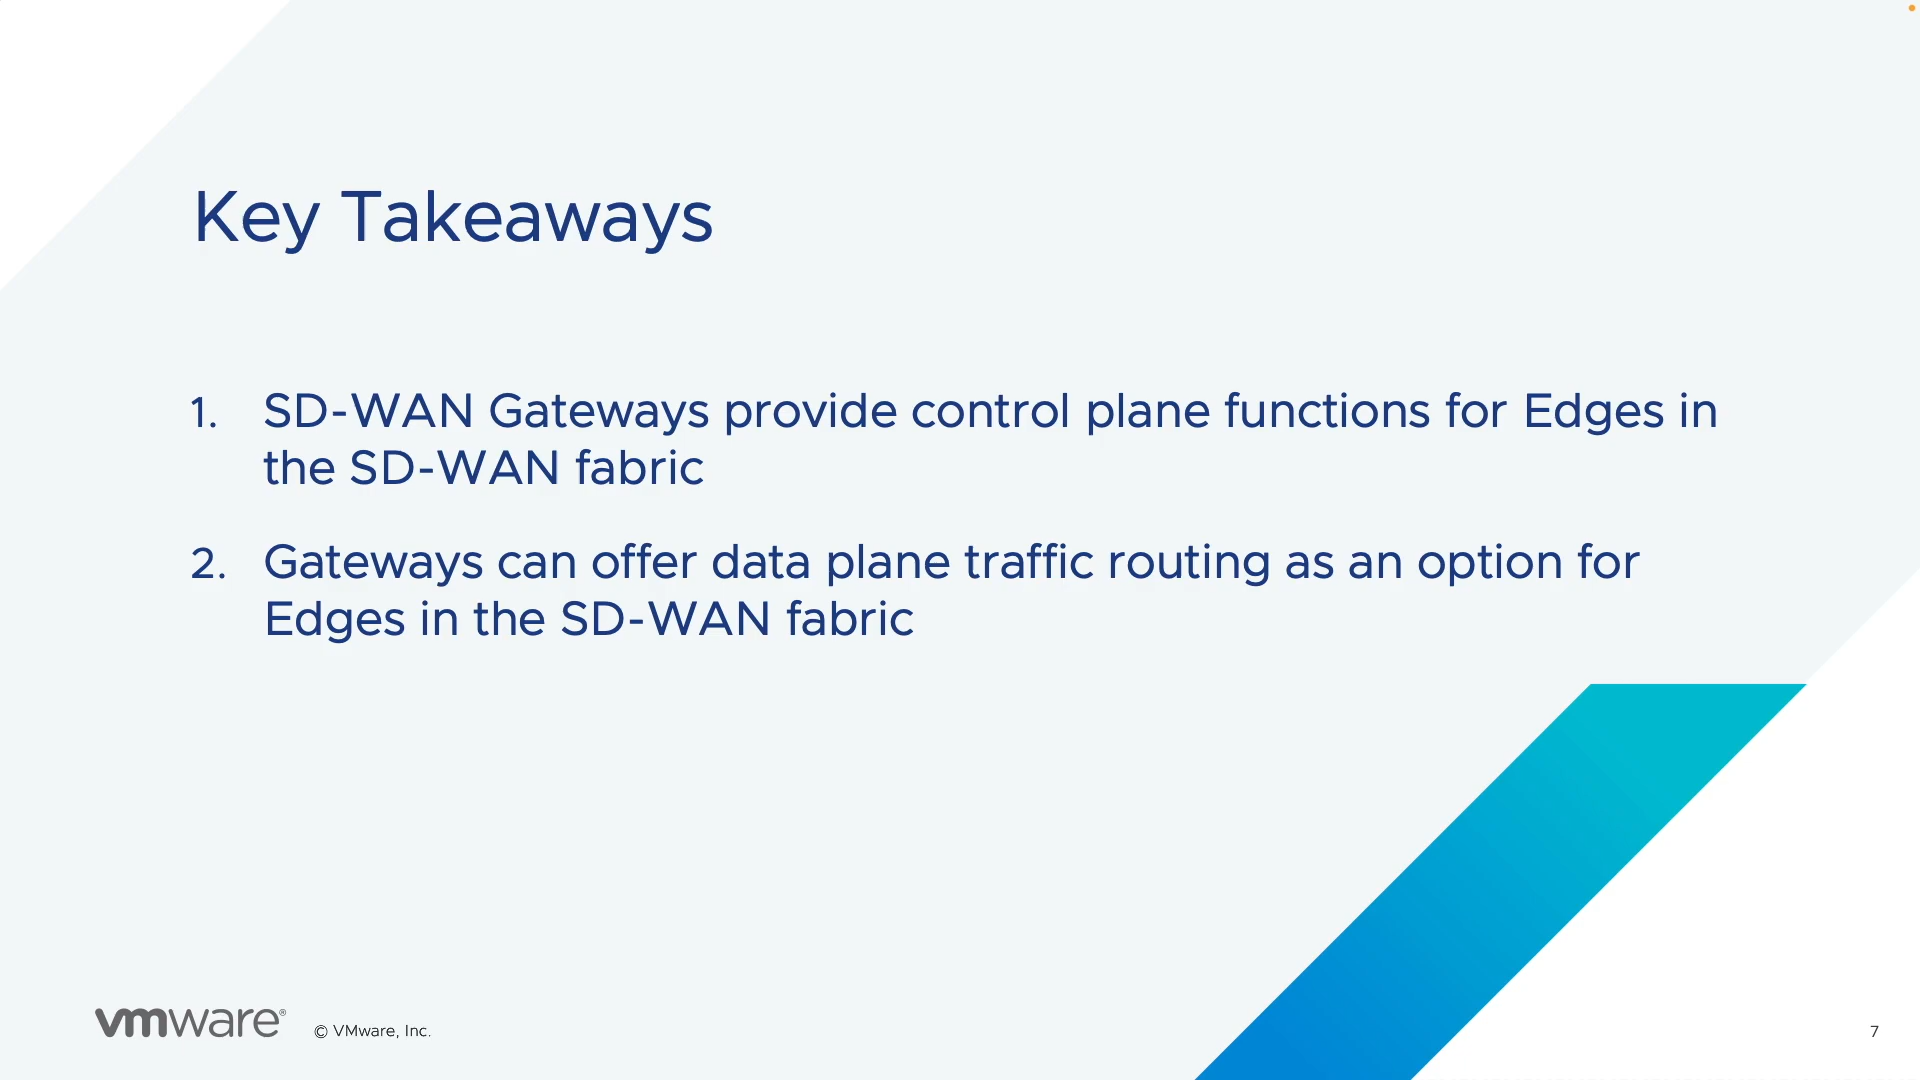 Key Takeaways
1. SD-WAN Gateways provide control plane functions for Edges in
the SD-WAN fabric
2. Gateways can offer data plane traffic routing as an option for
Edges in the SD-WAN fabric
vmware® © VMware, Inc.
7